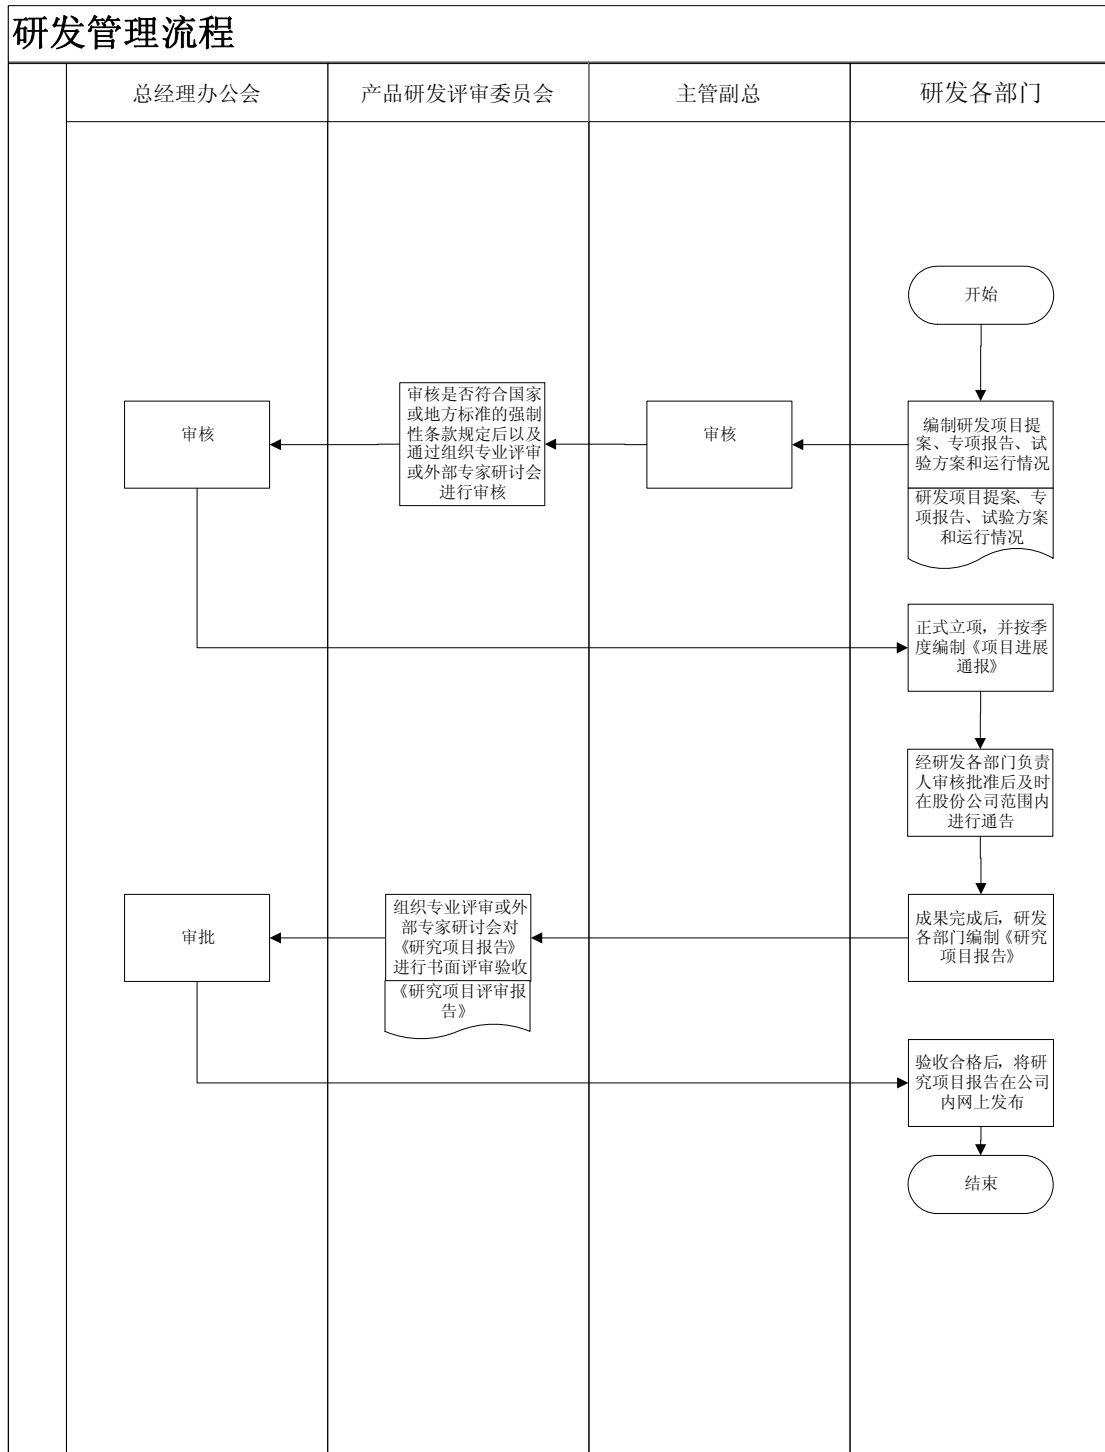 研发管理流程
总经理办公会
产品研发评审委员会
主管副总
研发各部门
开始
审核
审核是否符合国家
或地方标准的强制
性条款规定后以及
通过组织专业评审
或外部专家研讨会
进行审核
审核
编制研发项目提
案、专项报告、试
验方案和运行情况
研发项目提案、专
项报告、试验方案
和运行情况
正式立项，并按季
度编制《项目进展
通报》
经研发各部门负责
人审核批准后及时
在股份公司范围内
进行通告
审批
组织专业评审或外
部专家研讨会对
《研究项目报告》
进行书面评审验收
《研究项目评审报
告》
成果完成后，研发
各部门编制《研究
项目报告》
验收合格后，将研
究项目报告在公司
内网上发布
结束